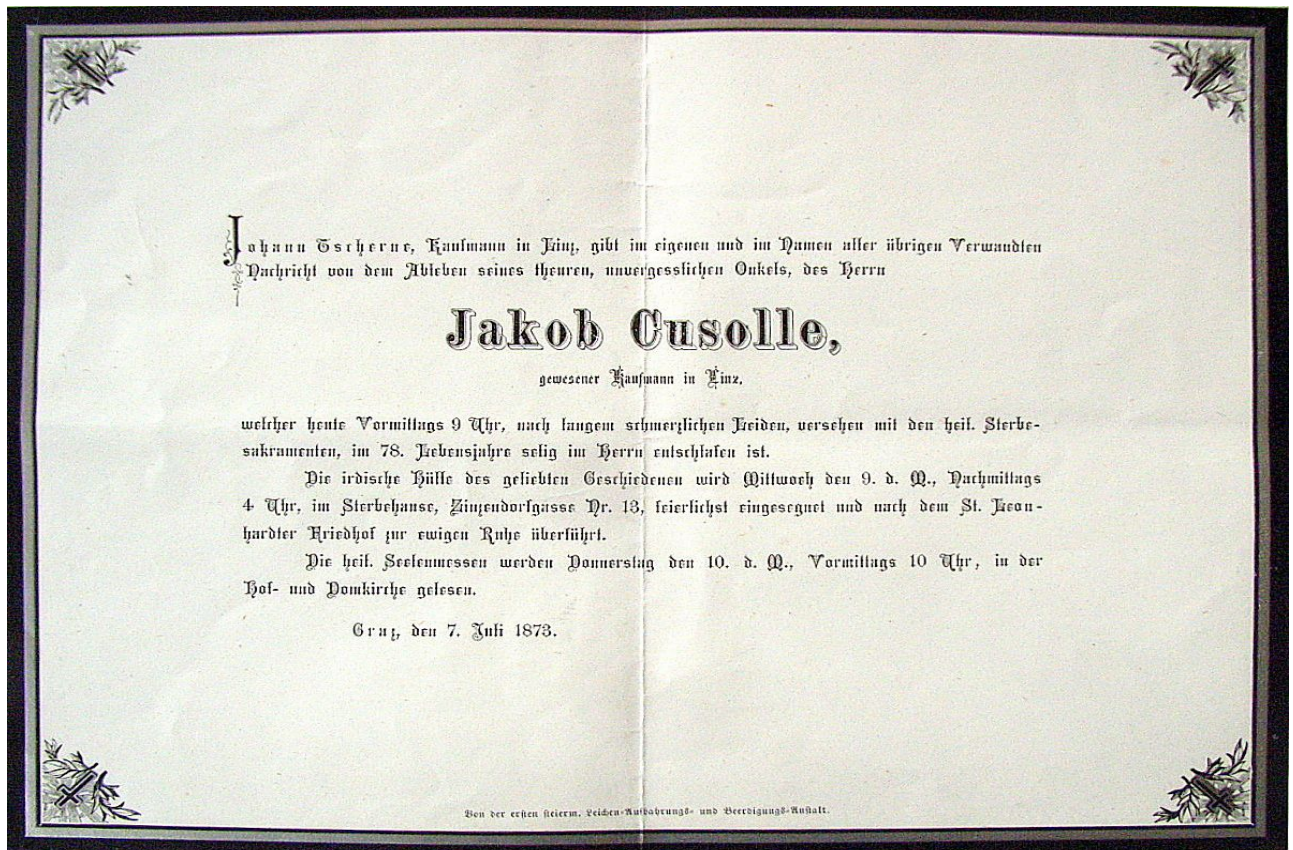 Johann Tscherne, Kaufmann in Linz, gibt im eigenen und im Namen aller übrigen Verwandten
Nachricht von dem Ableben seines theuren, unvergesslichen Onkels, des Herrn
Jakob Cusolle,
gewesener Kaufmann in Linz,
welcher heute Vormittags 9 Uhr, nach langem schmerzlichen Leiden, versehen mit den heil. Sterbe-
sakramenten, im 78. Lebensjahre selig im Herrn entschlafen ist.
Die irdische Hülle des geliebten Geschiedenen wird Mittwoch den 9. d. M., Nachmittags
4 Uhr, im Sterbehause, Zinzendorfgasse Nr. 13, feierlichst eingesegnet und nach dem St. Leon-
hardter Friedhof zur ewigen Ruhe überführt.
Die heil. Seelenmessen werden Donnerstag den 10. d. M., Vormittags 10 Uhr, in der
Hof- und Domkirche gelesen.
Graz, den 7. Juli 1873.
Von der ersten steierm. Leichen-Aufbahrungs- und Beerdigungs-Anstalt.